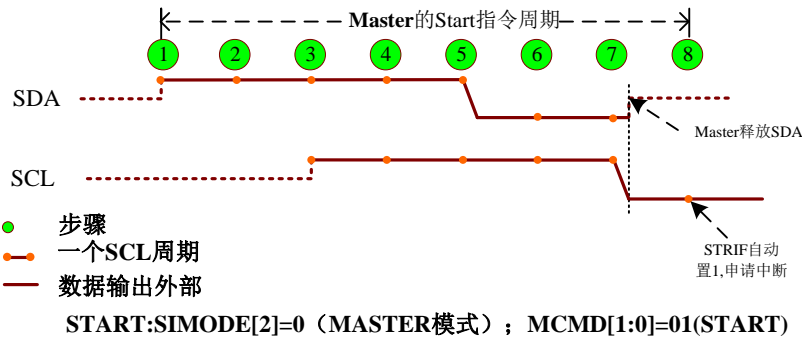 Master的Start指令周期
1 2 3 4 5 6 7 8
SDA
Master释放SDA
SCL
STRIF自动
置1,申请中断
步骤
一个SCL周期
数据输出外部
START:SIMODE[2]=0（MASTER模式）；MCMD[1:0]=01(START)